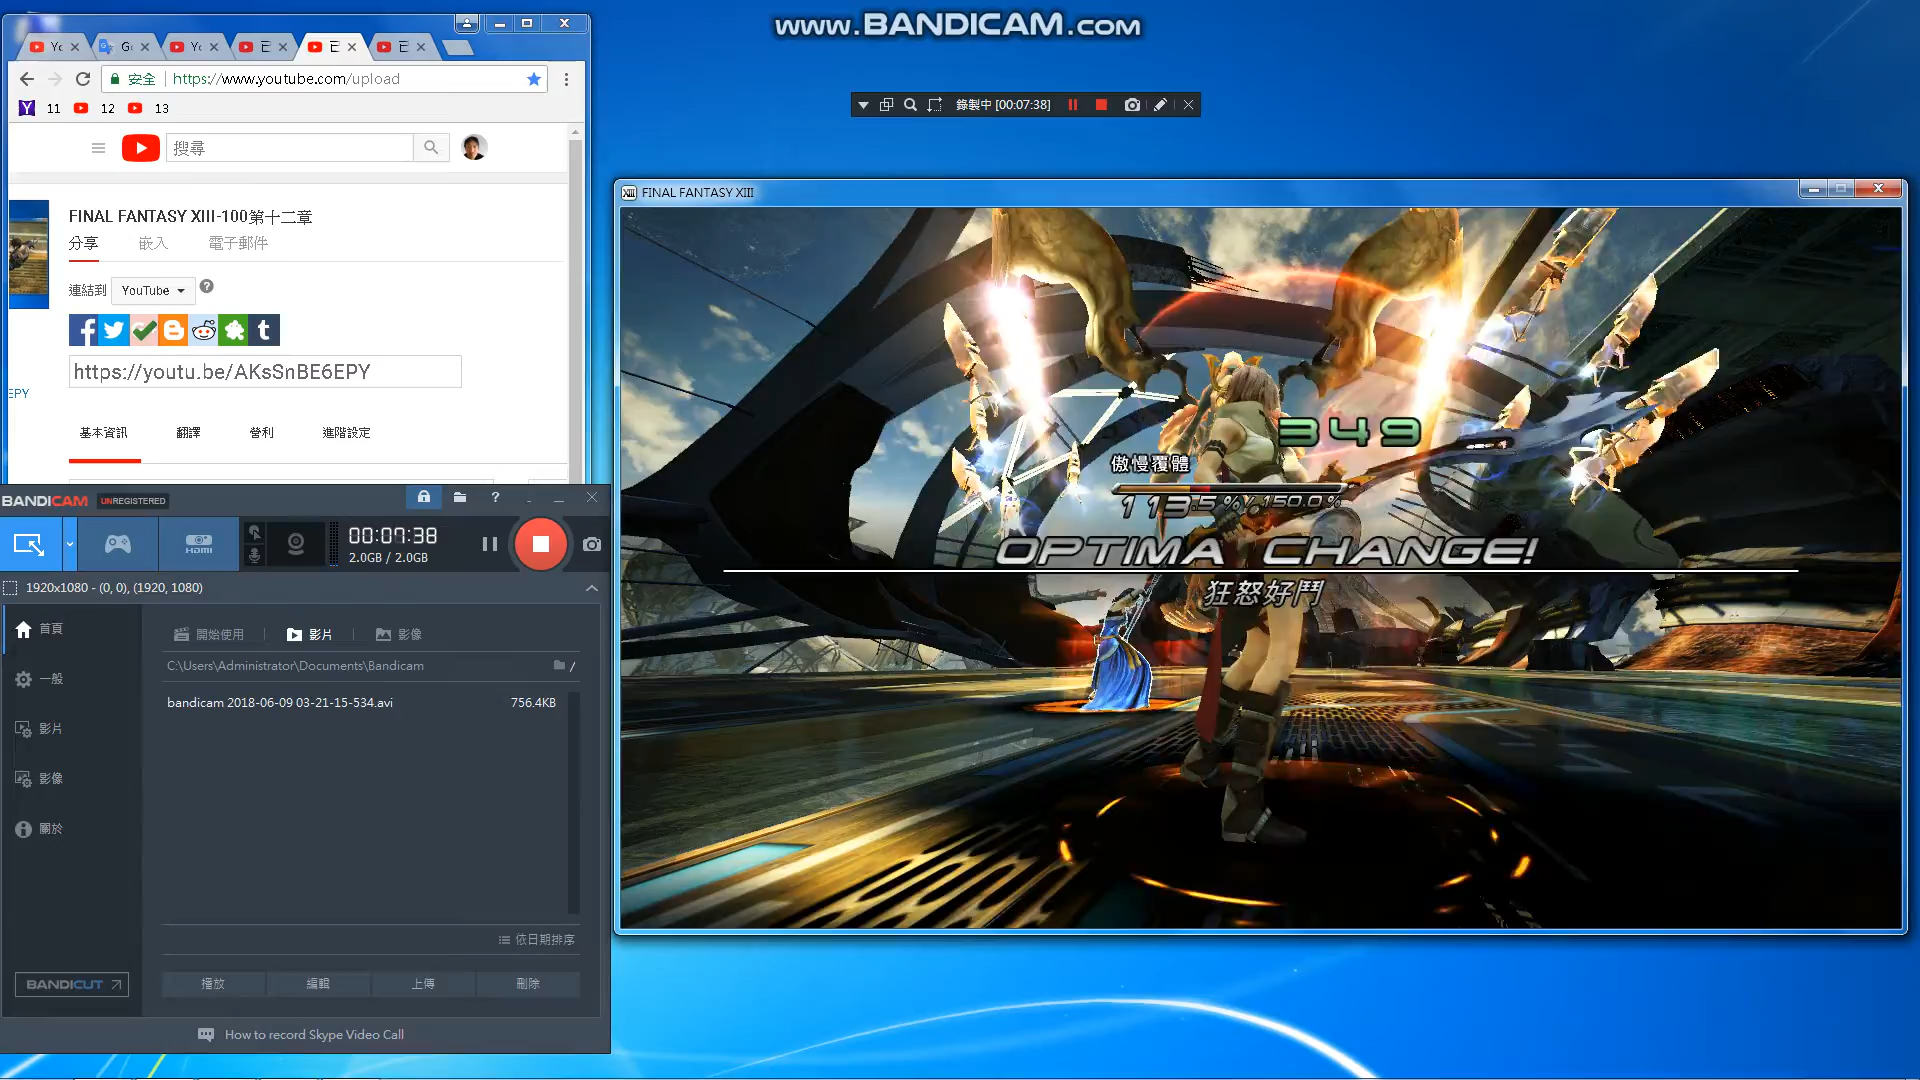 www.BANDICAM.com
安全 https://www.youtube.com/upload
11 12 13
搜尋
FINAL FANTASY XIII-100第十二章
分享 嵌入 電子郵件
連結到 YouTube
https://youtu.be/AKsSnBE6EPY
EPY
基本資訊 翻譯 營利 進階設定
錄製中 [00:07:38]
FINAL FANTASY XIII
349
傲慢覆體
113.5%/150.0%
OPTIMA CHANGE!
狂怒好鬥
BANDICAM UNREGISTERED
HDMI
00:07:38
2.0GB / 2.0GB
1920x1080 - (0, 0), (1920, 1080)
首頁
一般
影片
影像
關於
開始使用 影片 影像
C:\Users\Administrator\Documents\Bandicam
bandicam 2018-06-09 03-21-15-534.avi 756.4KB
依日期排序
播放 編輯 上傳 刪除
BANDICUT
How to record Skype Video Call